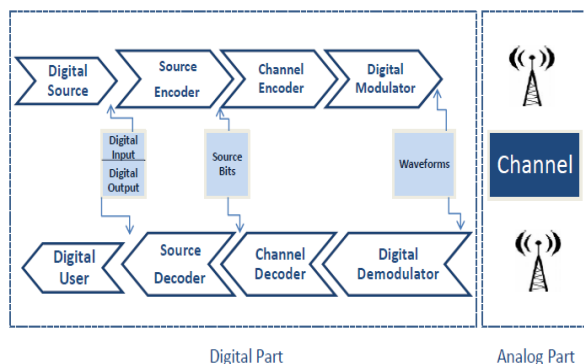 Digital
Source
Source
Encoder
Channel
Encoder
Digital
Modulator
Digital
Input
Digital
Output
Source
Bits
Waveforms
Channel
Digital
User
Source
Decoder
Channel
Decoder
Digital
Demodulator
Digital Part
Analog Part